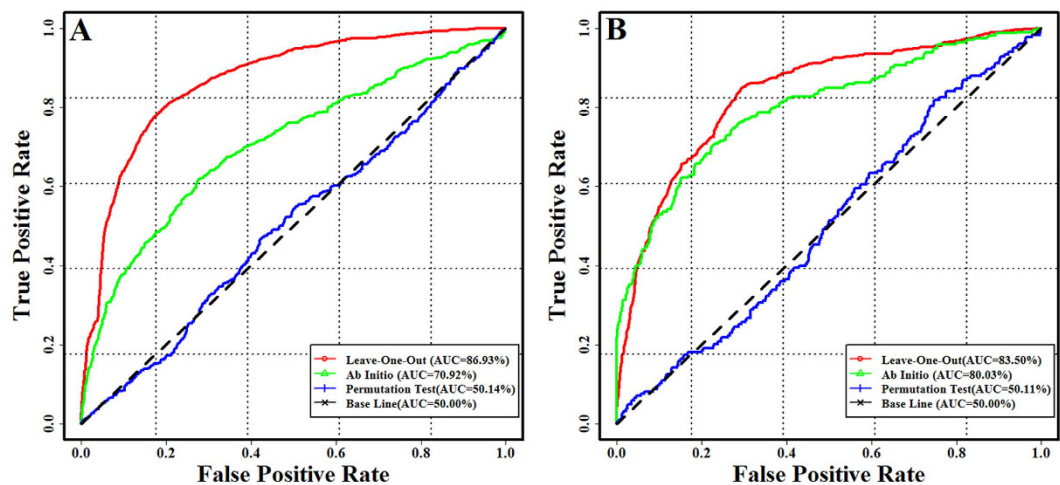 A
True Positive Rate
1.0
0.8
0.6
0.4
0.2
0.0
Leave-One-Out (AUC=86.93%)
Ab Initio (AUC=70.92%)
Permutation Test(AUC=50.14%)
Base Line(AUC=50.00%)
0.0 0.2 0.4 0.6 0.8 1.0
False Positive Rate
B
True Positive Rate
1.0
0.8
0.6
0.4
0.2
0.0
Leave-One-Out(AUC=83.50%)
Ab Initio (AUC=80.03%)
Permutation Test(AUC=50.11%)
Base Line (AUC=50.00%)
0.0 0.2 0.4 0.6 0.8 1.0
False Positive Rate